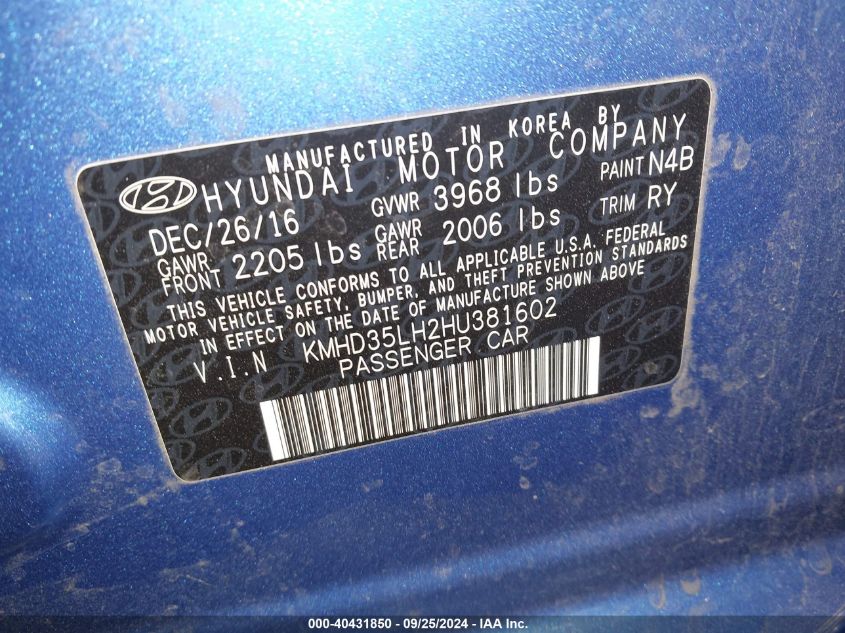 MANUFACTURED IN KOREA BY
HYUNDAI MOTOR COMPANY
DEC/26/16 GVWR 3968 lbs PAINT N4B
GAWR FRONT 2205 lbs GAWR REAR 2006 lbs TRIM RY
THIS VEHICLE CONFORMS TO ALL APPLICABLE U.S.A. FEDERAL
MOTOR VEHICLE SAFETY, BUMPER, AND THEFT PREVENTION STANDARDS
IN EFFECT ON THE DATE OF MANUFACTURE SHOWN ABOVE
V.I.N KMHD35LH2HU381602
PASSENGER CAR
000-40431850 - 09/25/2024 - IAA Inc.